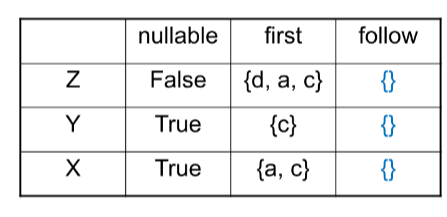 nullable first follow
Z False {d, a, c} {}
Y True {c} {}
X True {a, c} {}